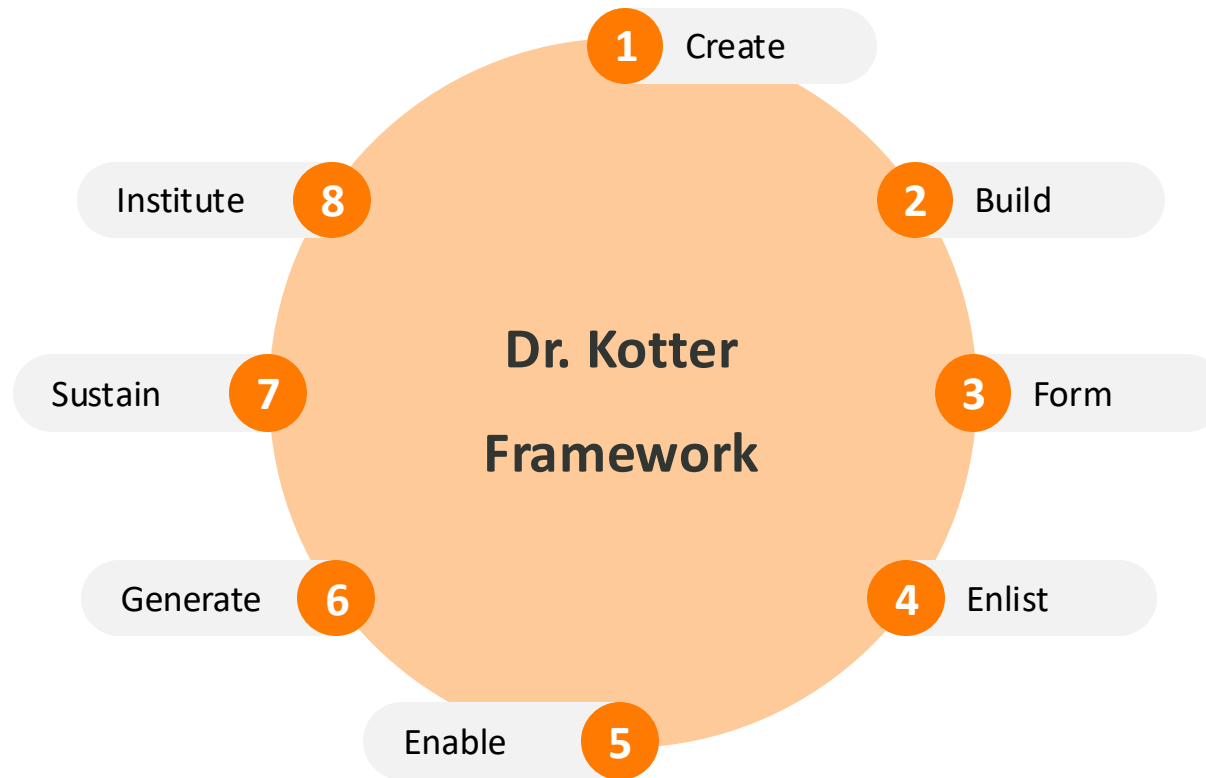 Dr. Kotter
Framework
1 Create
2 Build
3 Form
4 Enlist
5 Enable
6 Generate
7 Sustain
8 Institute